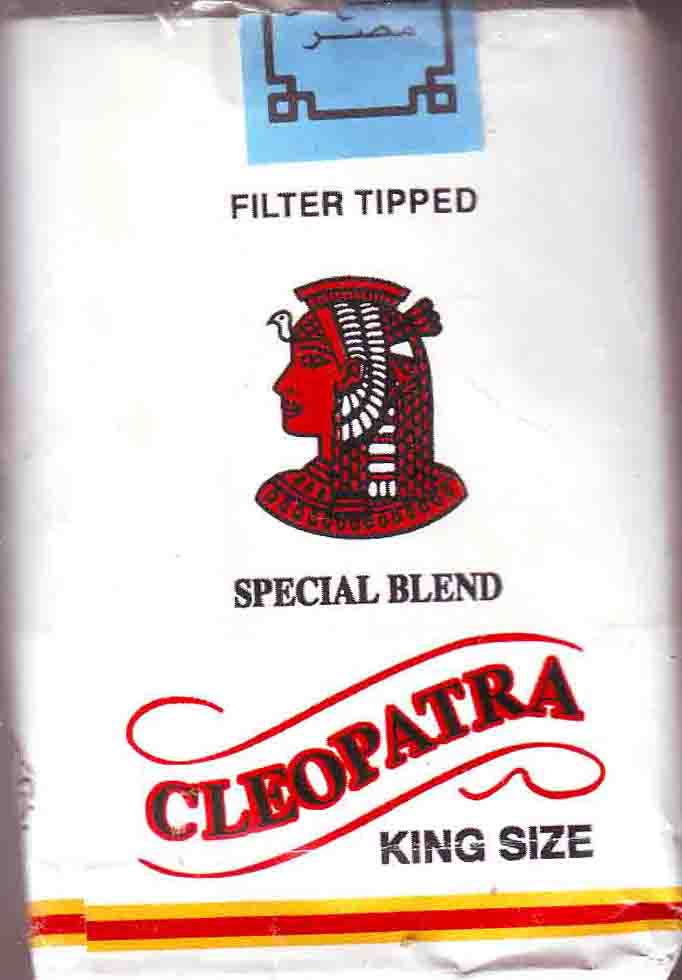 مصر
FILTER TIPPED
SPECIAL BLEND
CLEOPATRA
KING SIZE